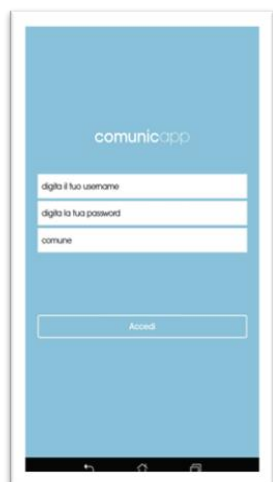 comunicapp
digita il tuo username
digita la tua password
comune
Accedi